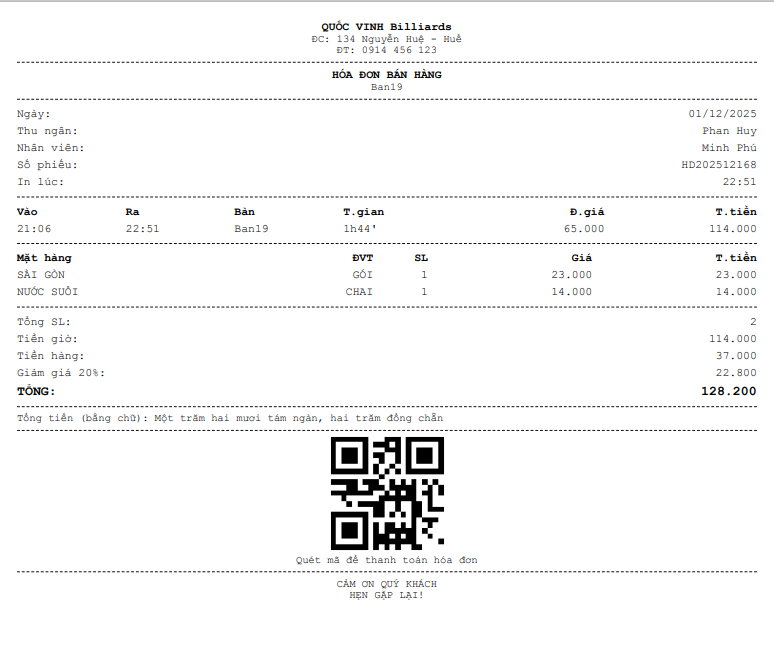 QUỐC VINH Billiards
ĐC: 134 Nguyễn Huệ - Huế
ĐT: 0914 456 123
HÓA ĐƠN BÁN HÀNG
Ban19
Ngày: 01/12/2025
Thu ngân: Phan Huy
Nhân viên: Minh Phú
Số phiếu: HD202512168
In lúc: 22:51
Vào Ra Bàn T.gian Đ.giá T.tiền
21:06 22:51 Ban19 1h44' 65.000 114.000
Mặt hàng ĐVT SL Giá T.tiền
SÀI GÒN GÓI 1 23.000 23.000
NƯỚC SUỐI CHAI 1 14.000 14.000
Tổng SL: 2
Tiền giờ: 114.000
Tiền hàng: 37.000
Giảm giá 20%: 22.800
TỔNG: 128.200
Tổng tiền (bằng chữ): Một trăm hai mươi tám ngàn, hai trăm đồng chẵn
Quét mã để thanh toán hóa đơn
CẢM ƠN QUÝ KHÁCH
HẸN GẶP LẠI!